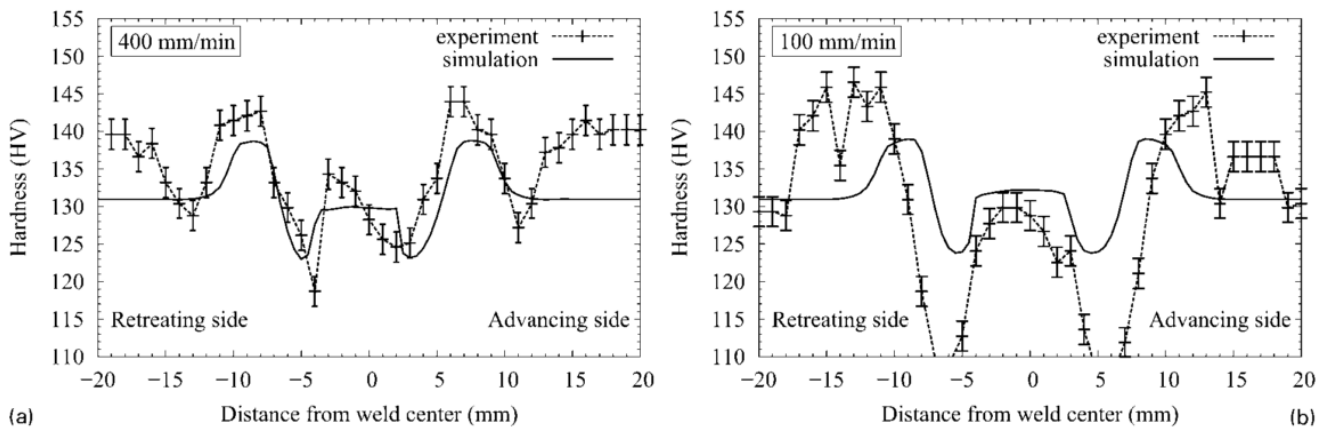 400 mm/min
experiment
simulation
Hardness (HV)
155
150
145
140
135
130
125
120
115
110
Retreating side
Advancing side
−20 −15 −10 −5 0 5 10 15 20
Distance from weld center (mm)
(a)
100 mm/min
experiment
simulation
Hardness (HV)
155
150
145
140
135
130
125
120
115
110
Retreating side
Advancing side
−20 −15 −10 −5 0 5 10 15 20
Distance from weld center (mm)
(b)